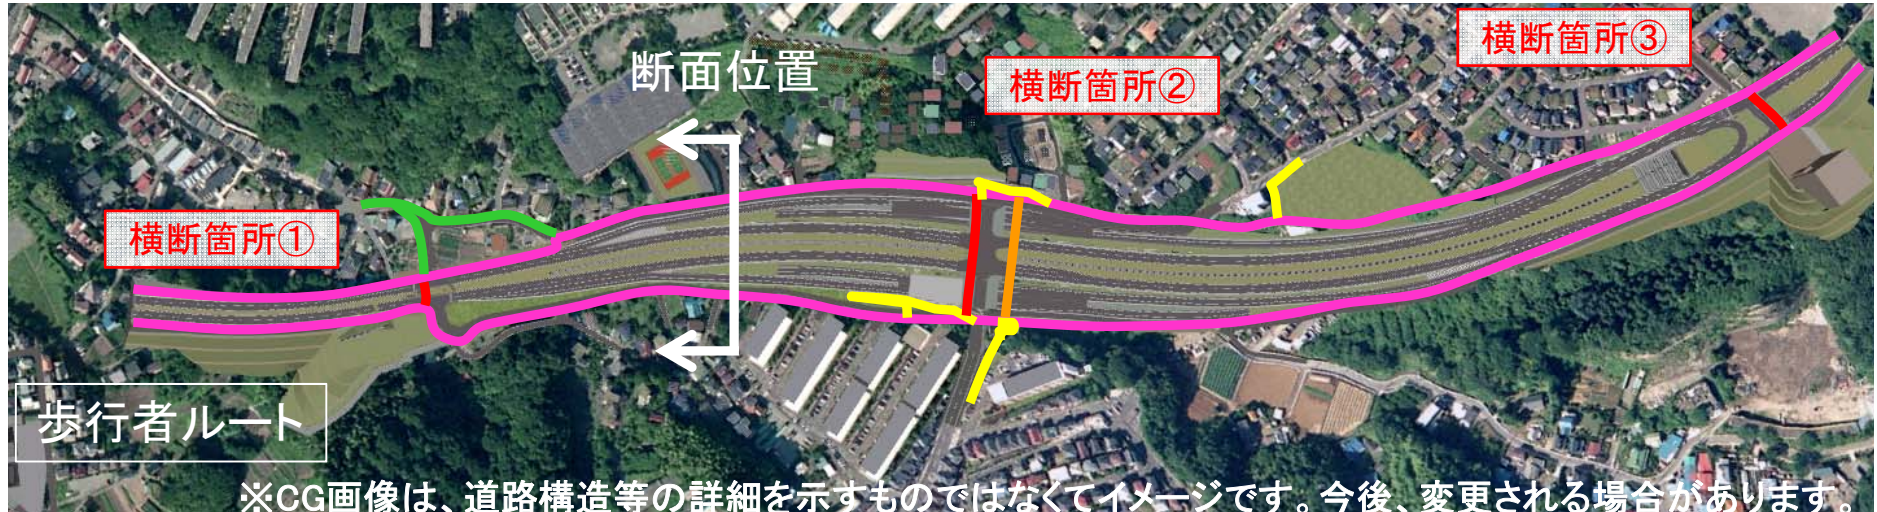 横断箇所③
断面位置
横断箇所②
横断箇所①
歩行者ルート
※CG画像は、道路構造等の詳細を示すものではなくてイメージです。今後、変更される場合があります。